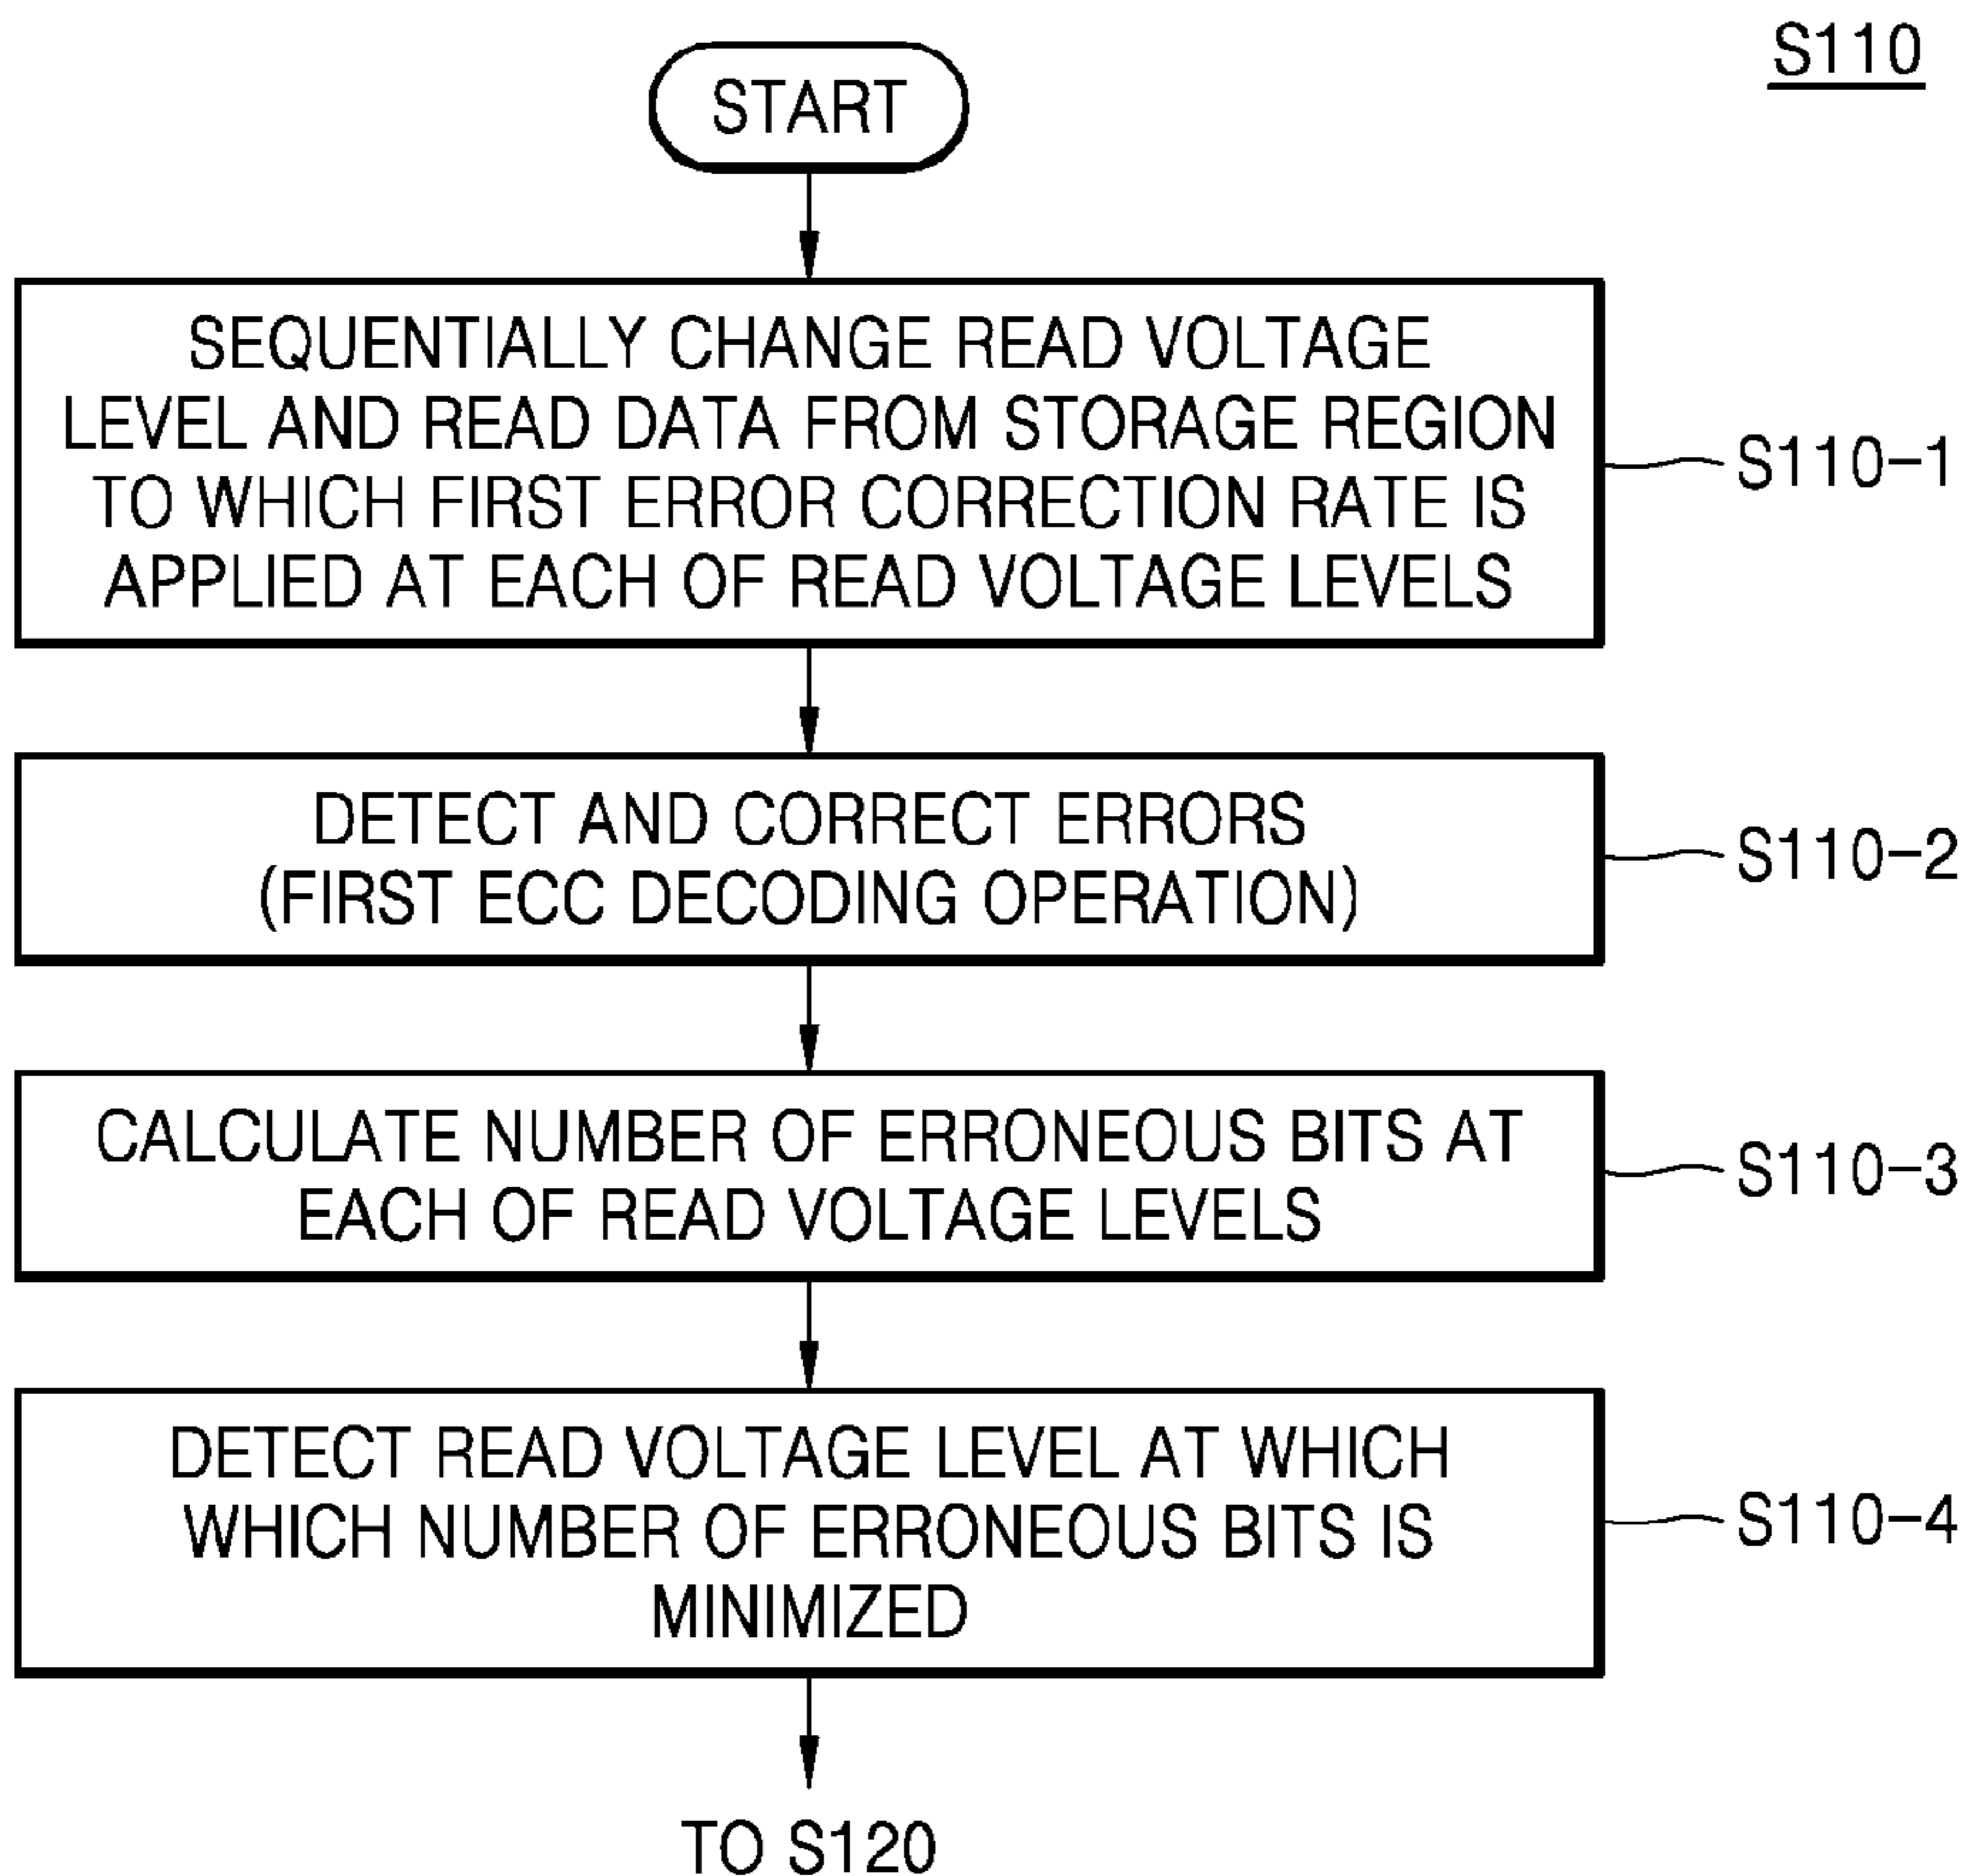 S110
START
SEQUENTIALLY CHANGE READ VOLTAGE
LEVEL AND READ DATA FROM STORAGE REGION
TO WHICH FIRST ERROR CORRECTION RATE IS
APPLIED AT EACH OF READ VOLTAGE LEVELS
S110-1
DETECT AND CORRECT ERRORS
(FIRST ECC DECODING OPERATION)
S110-2
CALCULATE NUMBER OF ERRONEOUS BITS AT
EACH OF READ VOLTAGE LEVELS
S110-3
DETECT READ VOLTAGE LEVEL AT WHICH
WHICH NUMBER OF ERRONEOUS BITS IS
MINIMIZED
S110-4
TO S120